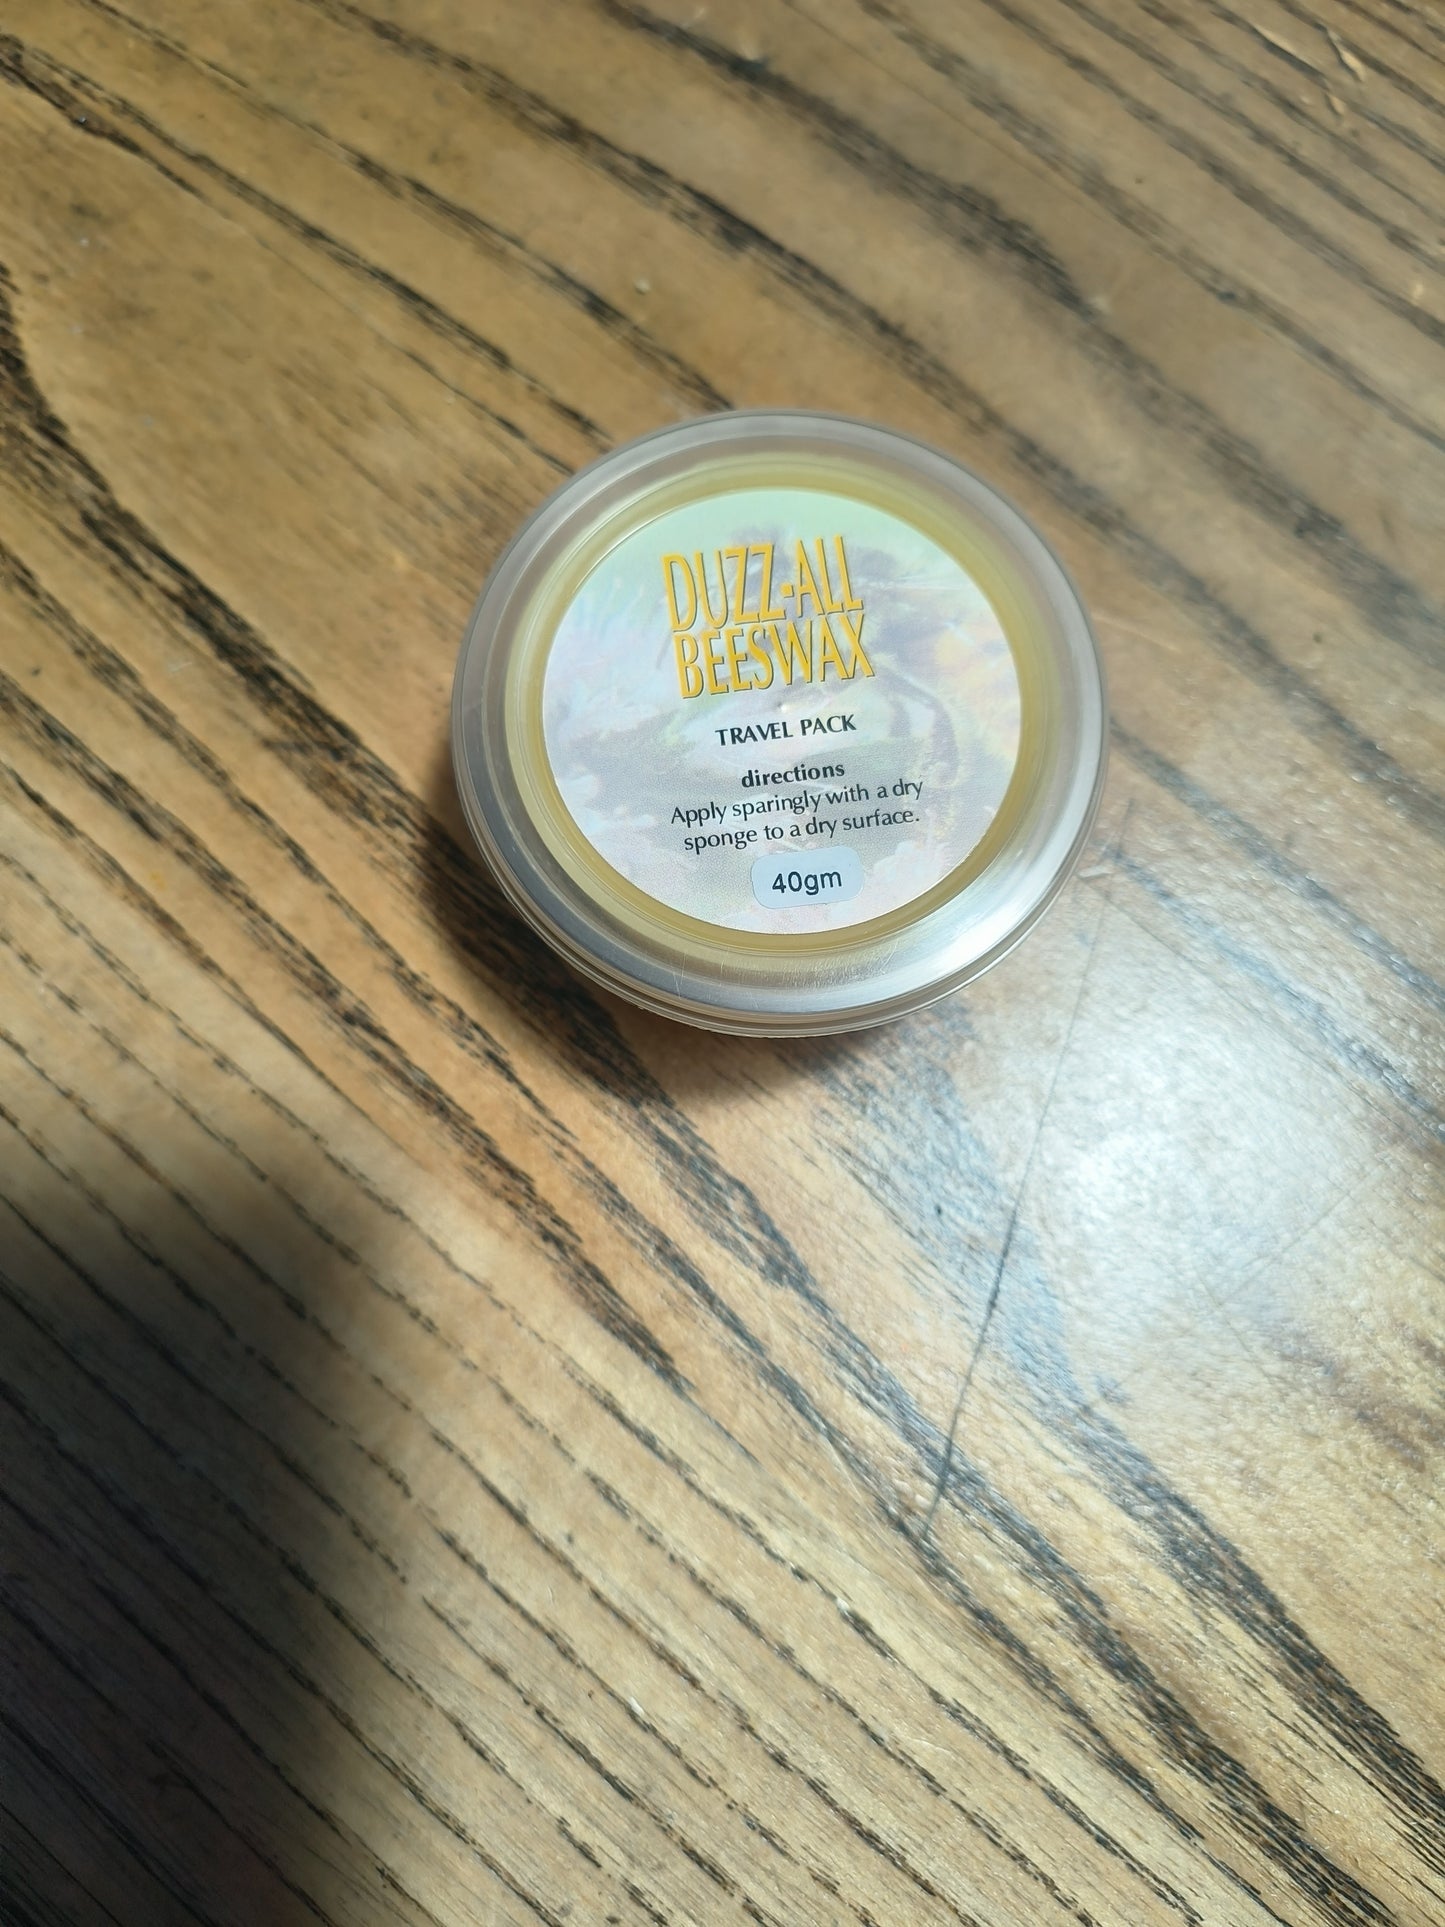 DUZZ•ALL
BEESWAX
TRAVEL PACK
directions
Apply sparingly with a dry
sponge to a dry surface.
40gm